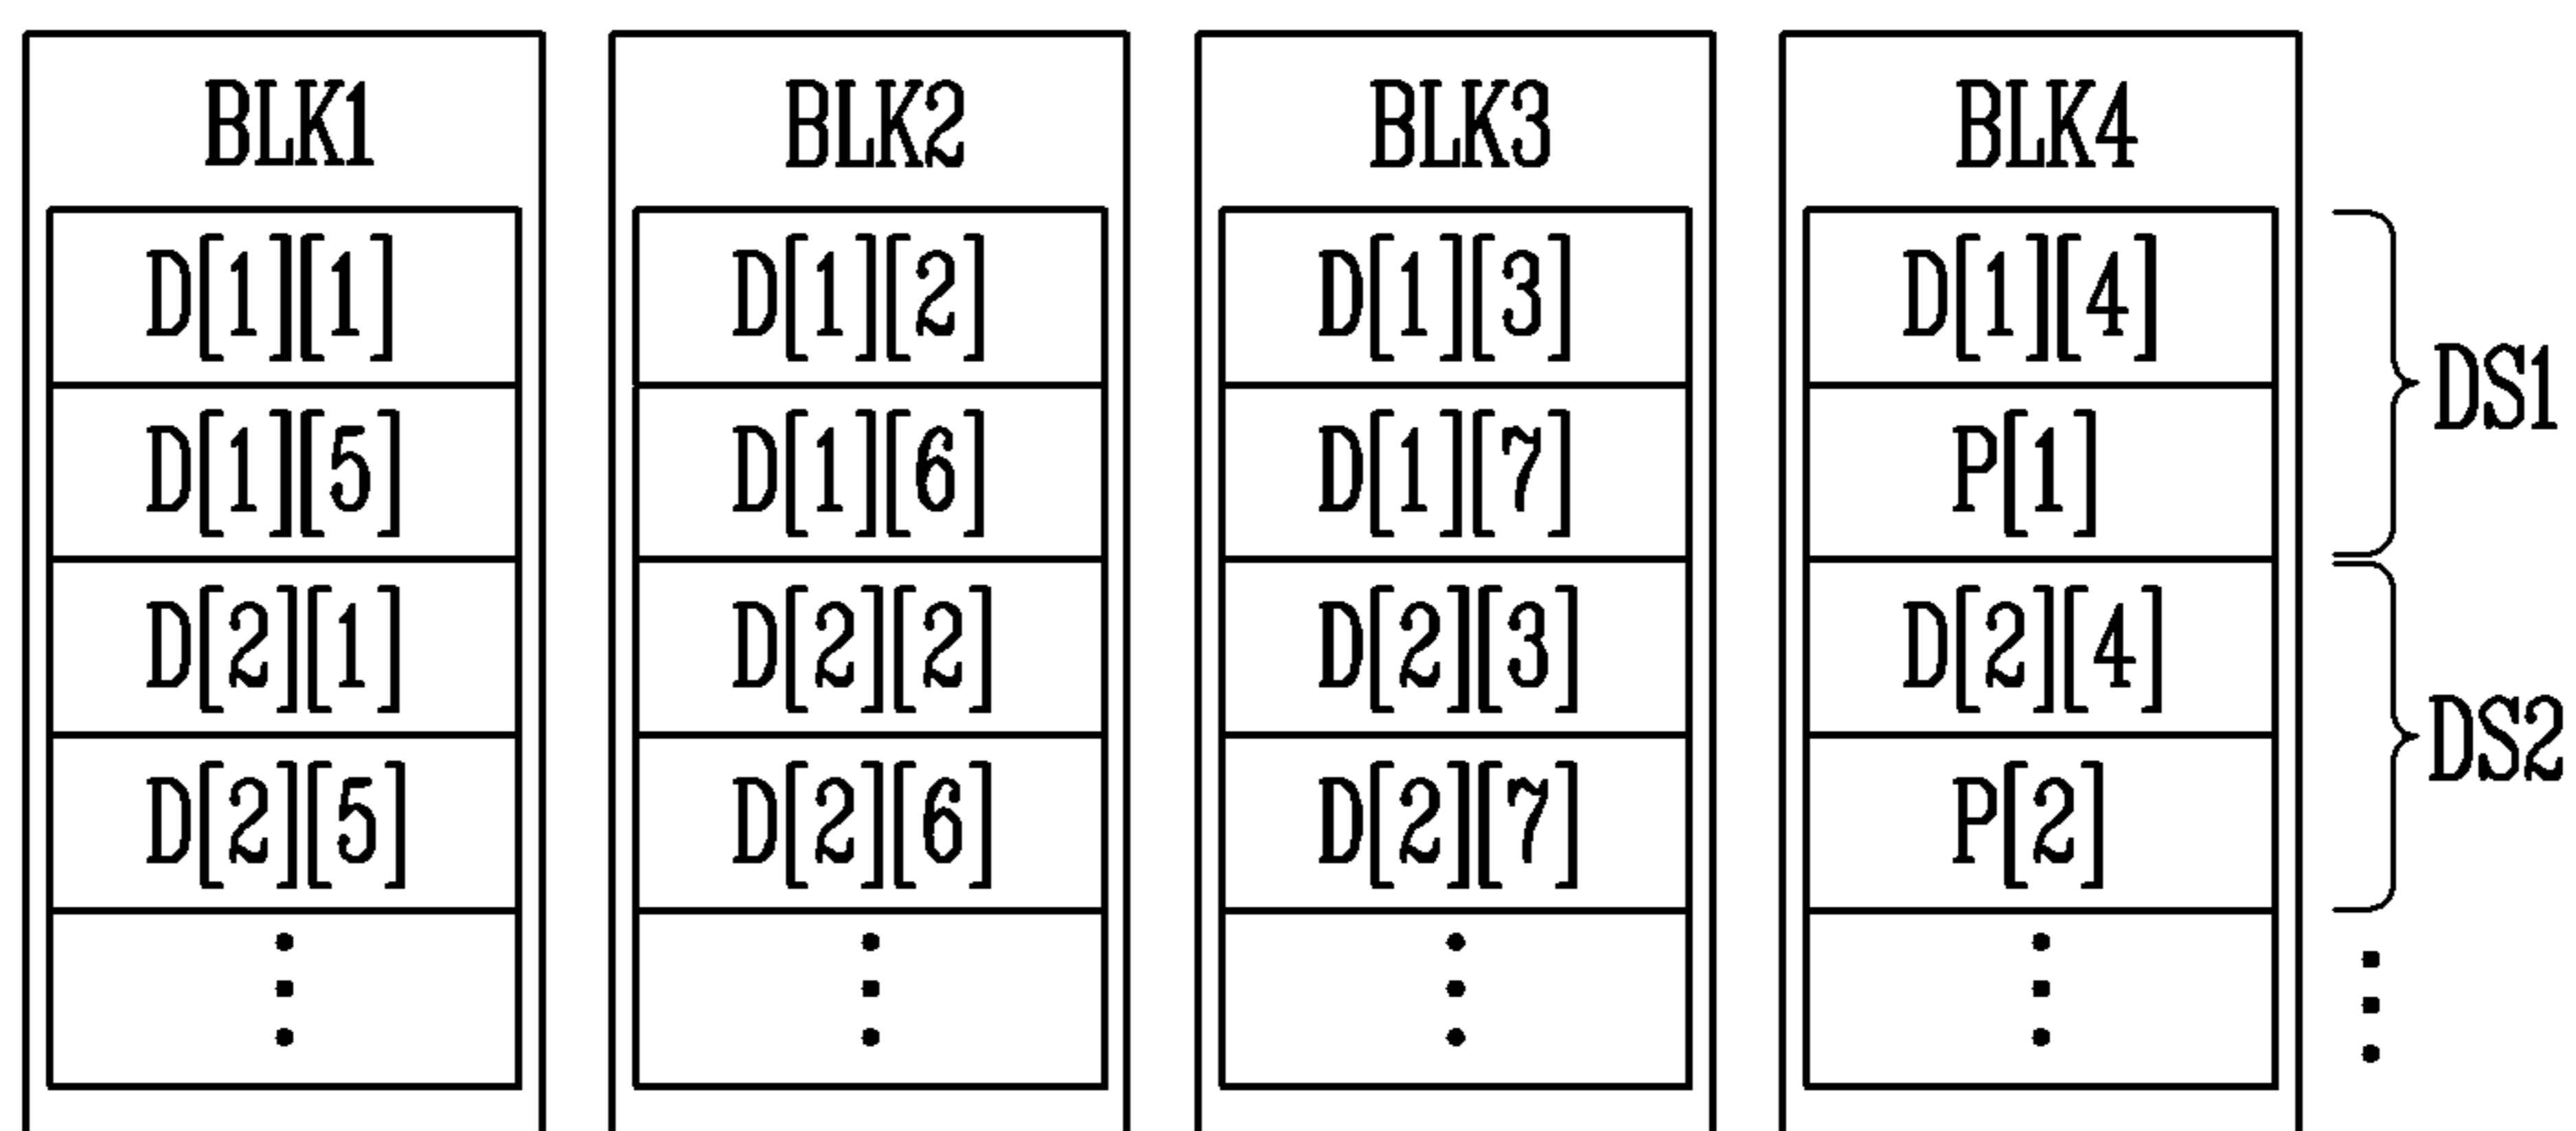 BLK1 BLK2 BLK3 BLK4
D[1][1] D[1][2] D[1][3] D[1][4]
DS1
D[1][5] D[1][6] D[1][7] P[1]
D[2][1] D[2][2] D[2][3] D[2][4]
DS2
D[2][5] D[2][6] D[2][7] P[2]